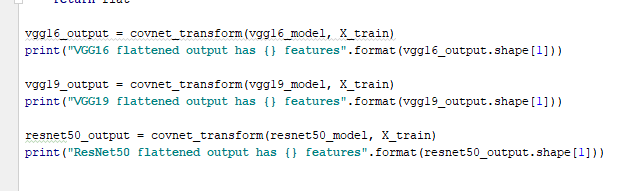 return flat
vgg16_output = covnet_transform(vgg16_model, X_train)
print("VGG16 flattened output has {} features".format(vgg16_output.shape[1]))
vgg19_output = covnet_transform(vgg19_model, X_train)
print("VGG19 flattened output has {} features".format(vgg19_output.shape[1]))
resnet50_output = covnet_transform(resnet50_model, X_train)
print("ResNet50 flattened output has {} features".format(resnet50_output.shape[1]))